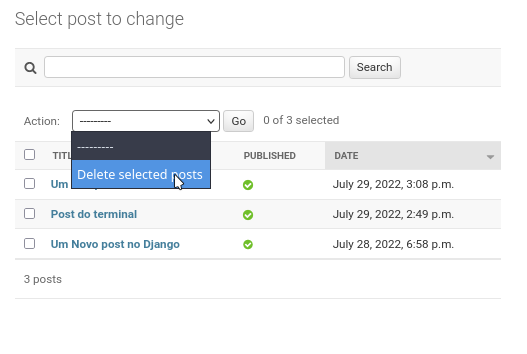 Select post to change
Search
Action: --------- Go 0 of 3 selected
---------
Delete selected posts
TITL PUBLISHED DATE
Um July 29, 2022, 3:08 p.m.
Post do terminal July 29, 2022, 2:49 p.m.
Um Novo post no Django July 28, 2022, 6:58 p.m.
3 posts